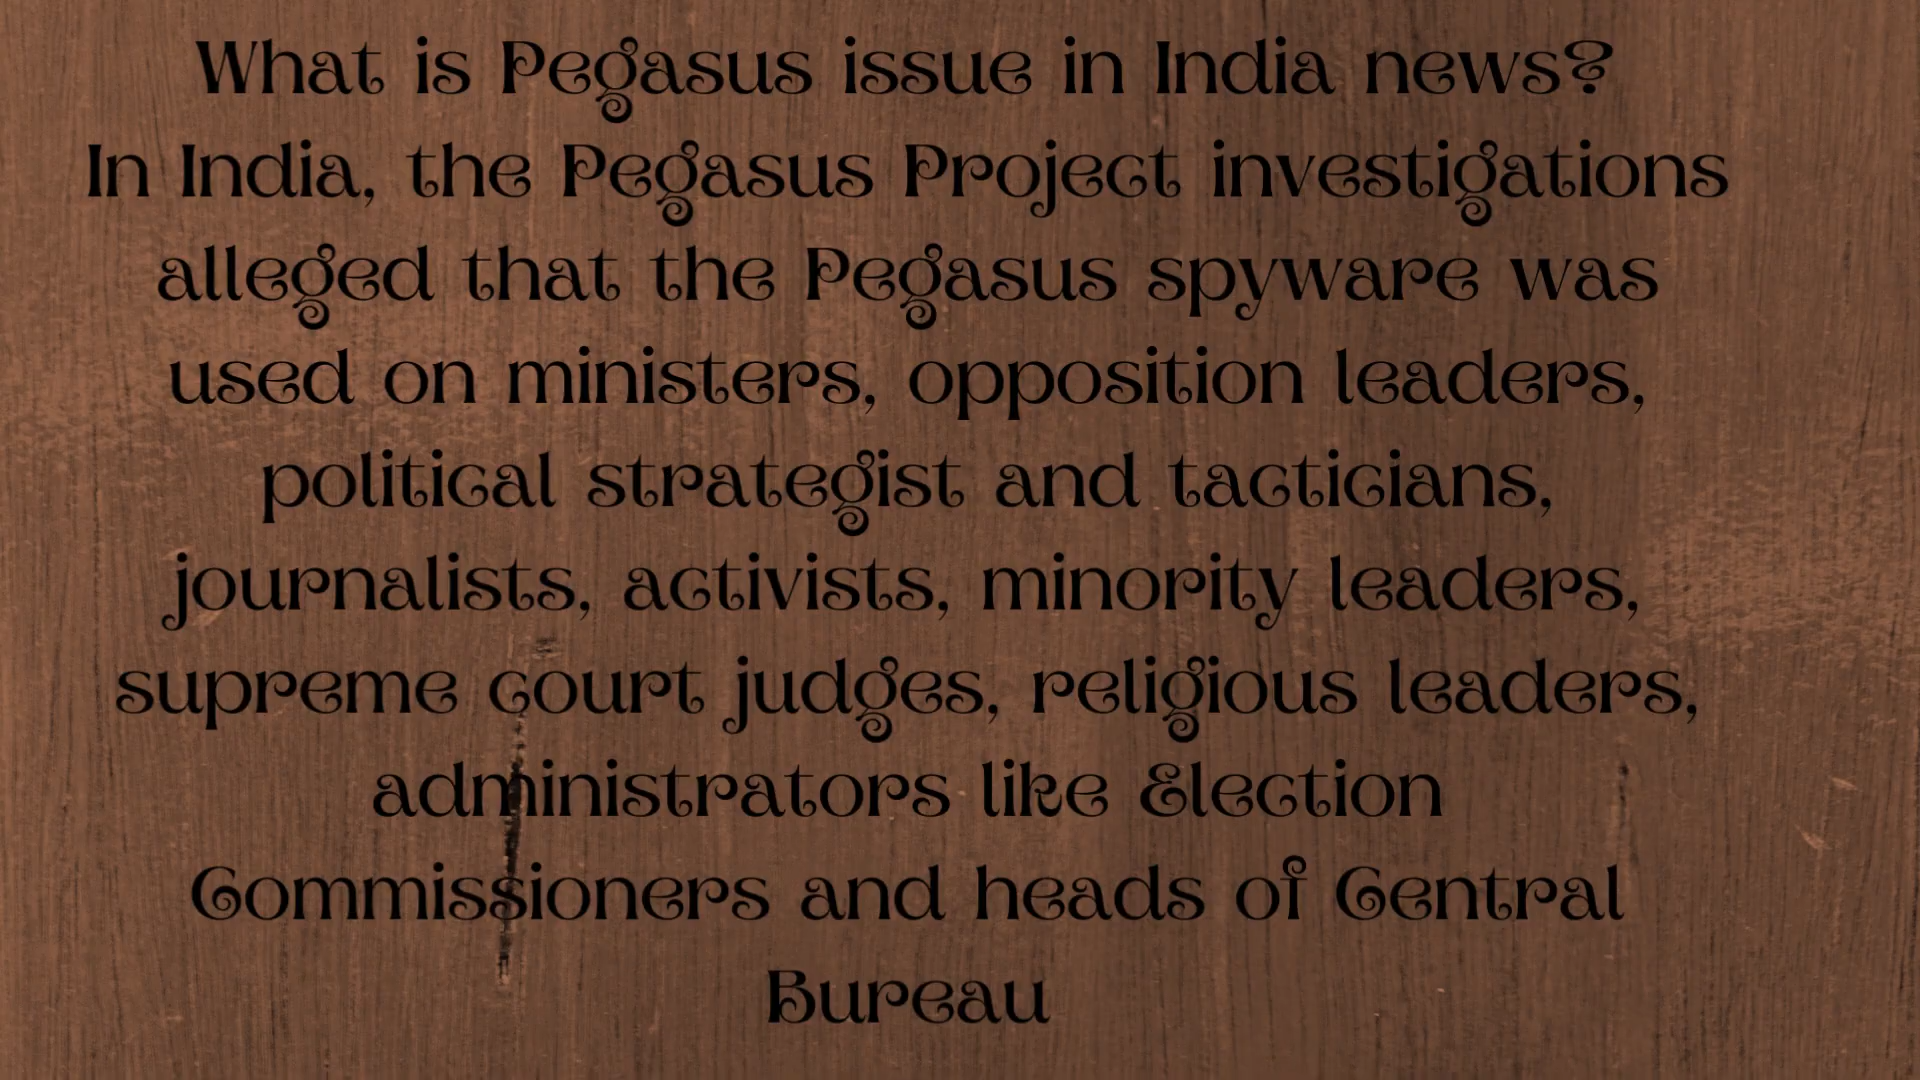 What is Pegasus issue in India news?
In India, the Pegasus Project investigations
alleged that the Pegasus spyware was
used on ministers, opposition leaders,
political strategist and tacticians,
journalists, activists, minority leaders,
supreme court judges, religious leaders,
administrators like Election
Commissioners and heads of Central
Bureau